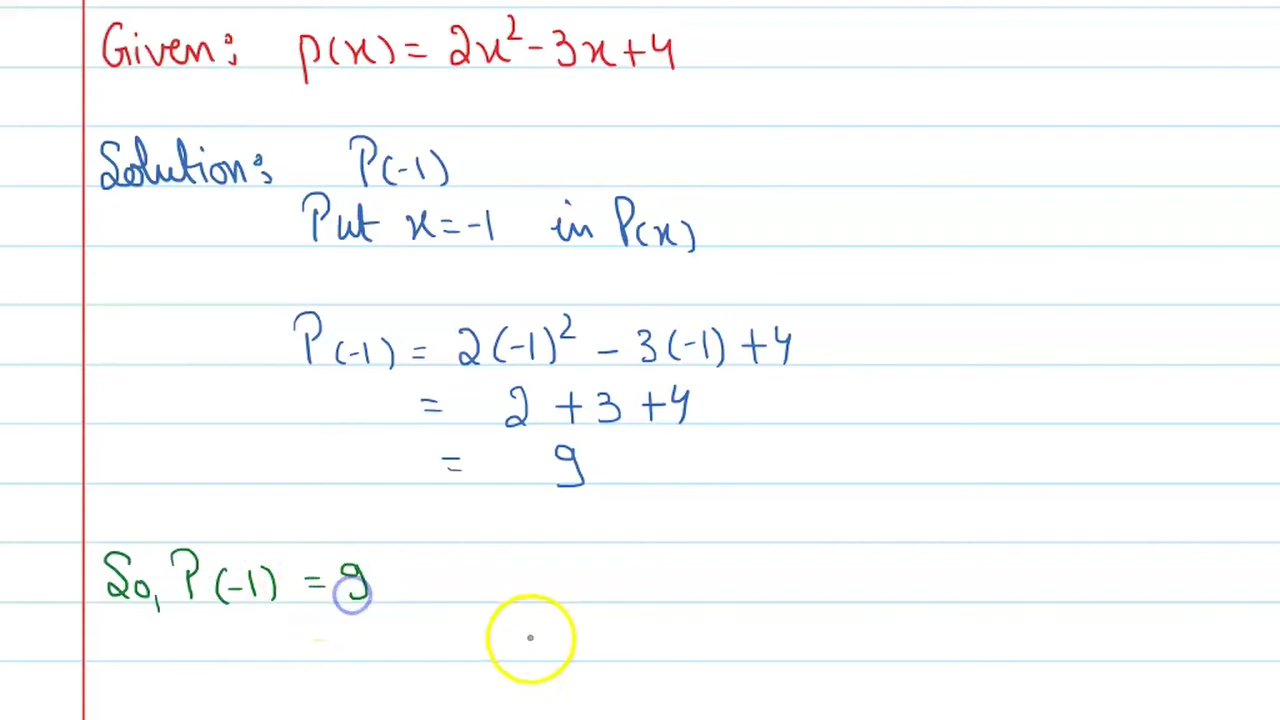 Given: p(x) = 2x² - 3x + 4
Solution: P(-1)
Put x = -1 in P(x)
P(-1) = 2(-1)² - 3(-1) + 4
= 2 + 3 + 4
= 9
So, P(-1) = 9